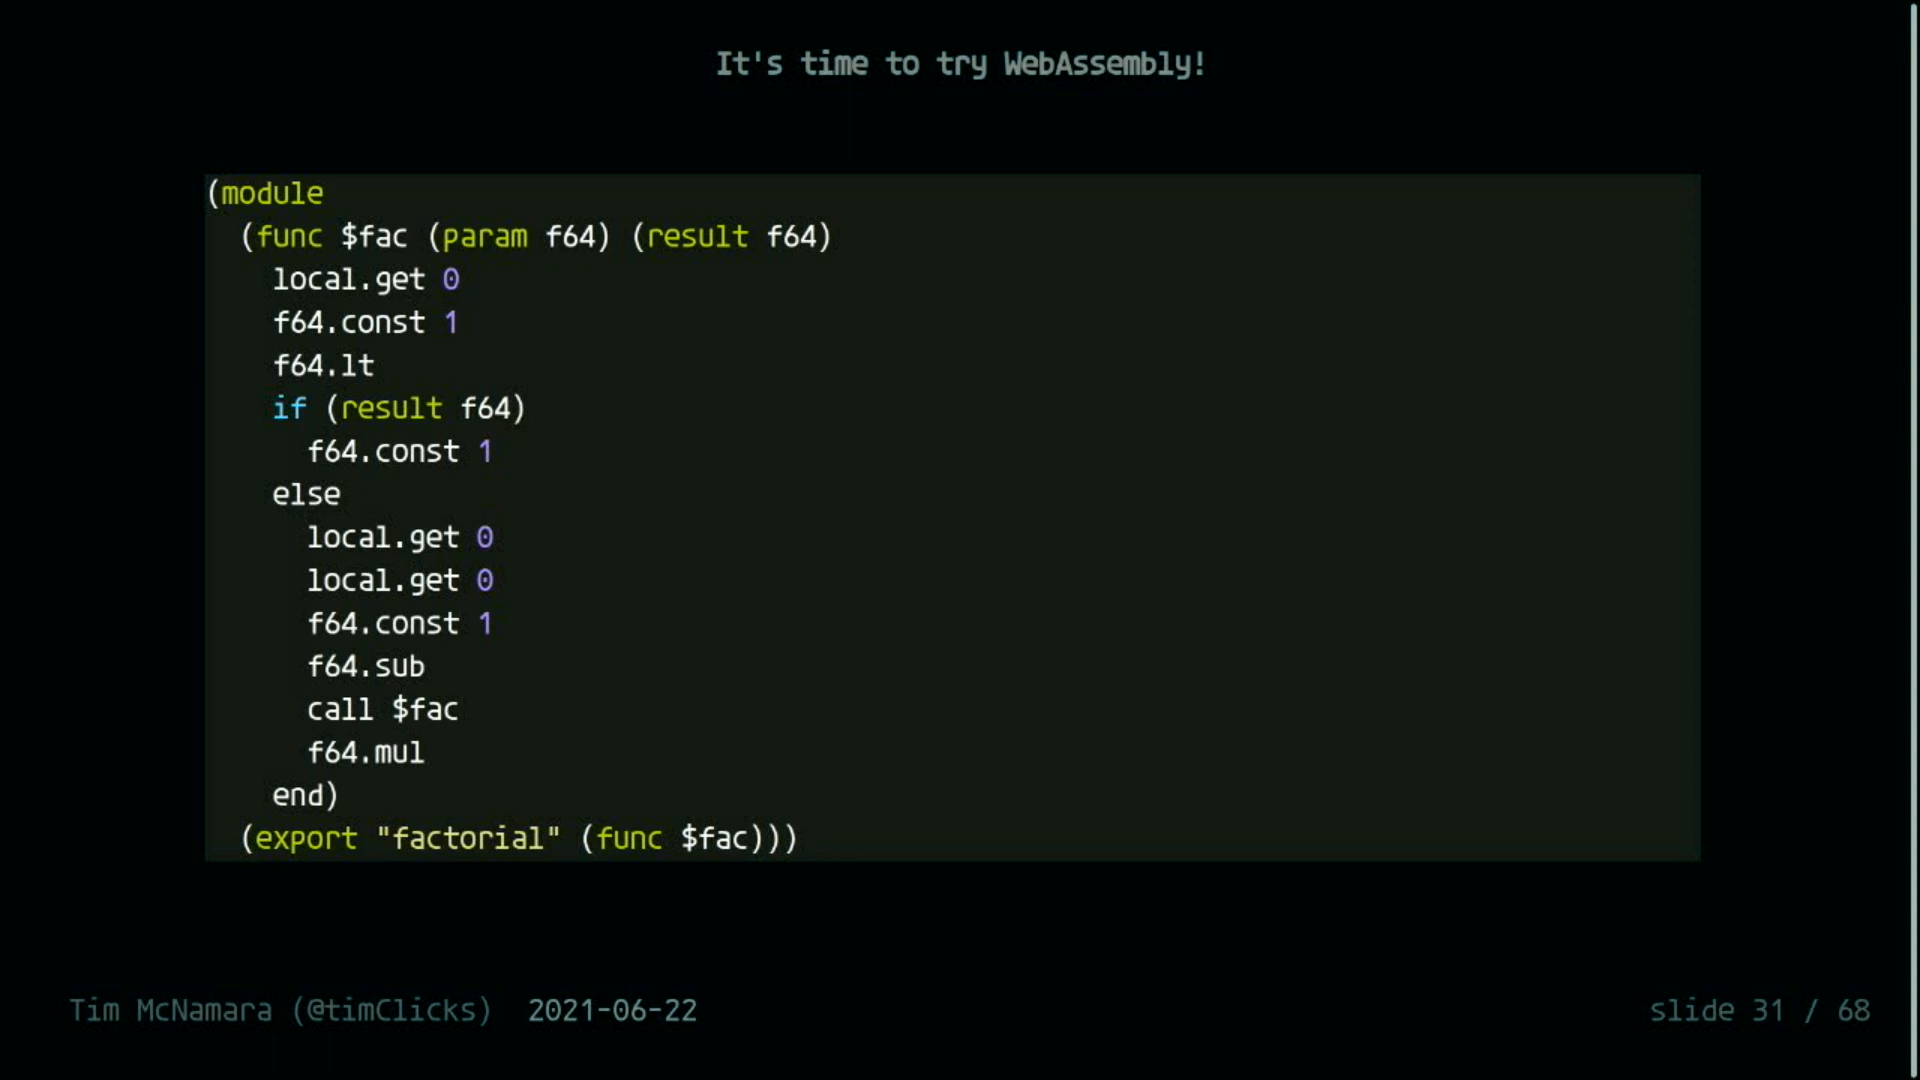 It's time to try WebAssembly!
(module
  (func $fac (param f64) (result f64)
    local.get 0
    f64.const 1
    f64.lt
    if (result f64)
      f64.const 1
    else
      local.get 0
      local.get 0
      f64.const 1
      f64.sub
      call $fac
      f64.mul
    end)
  (export "factorial" (func $fac)))
Tim McNamara (@timClicks) 2021-06-22
slide 31 / 68